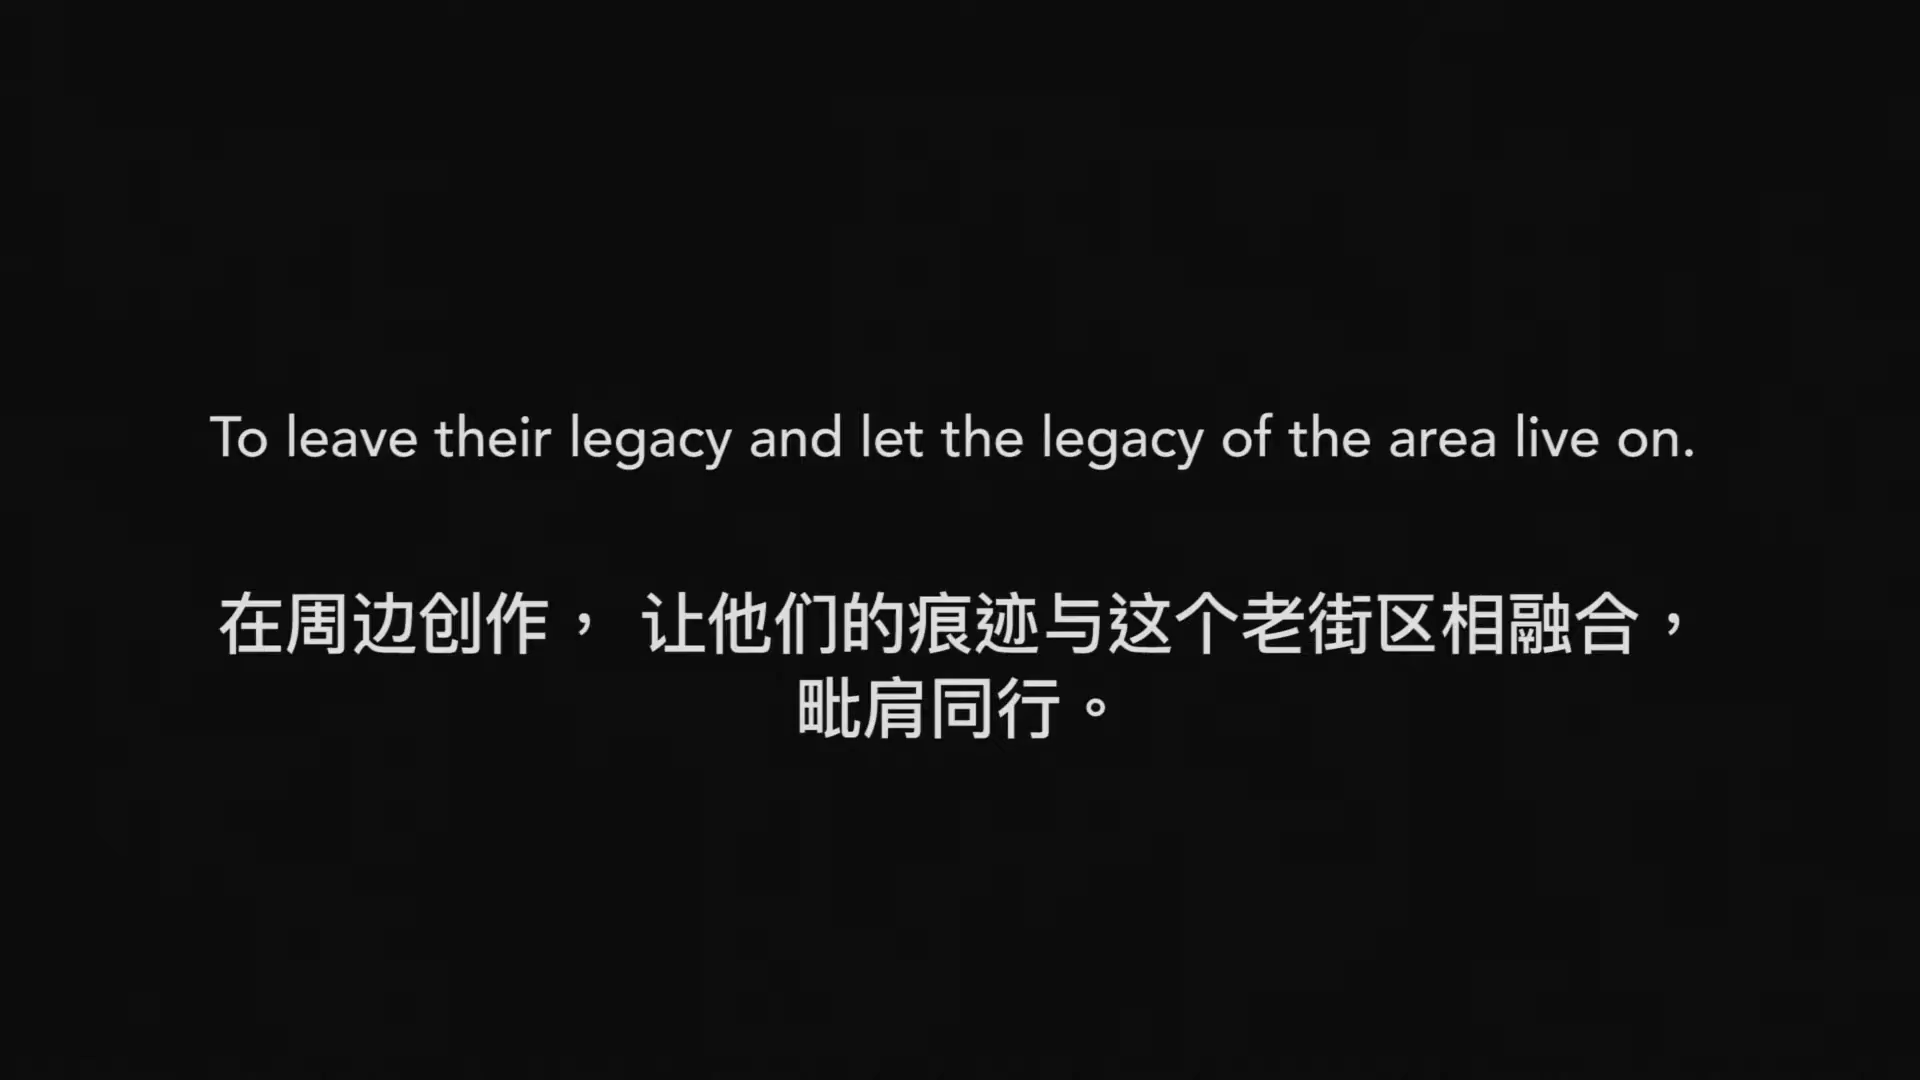 To leave their legacy and let the legacy of the area live on.
在周边创作， 让他们的痕迹与这个老街区相融合，
毗肩同行。